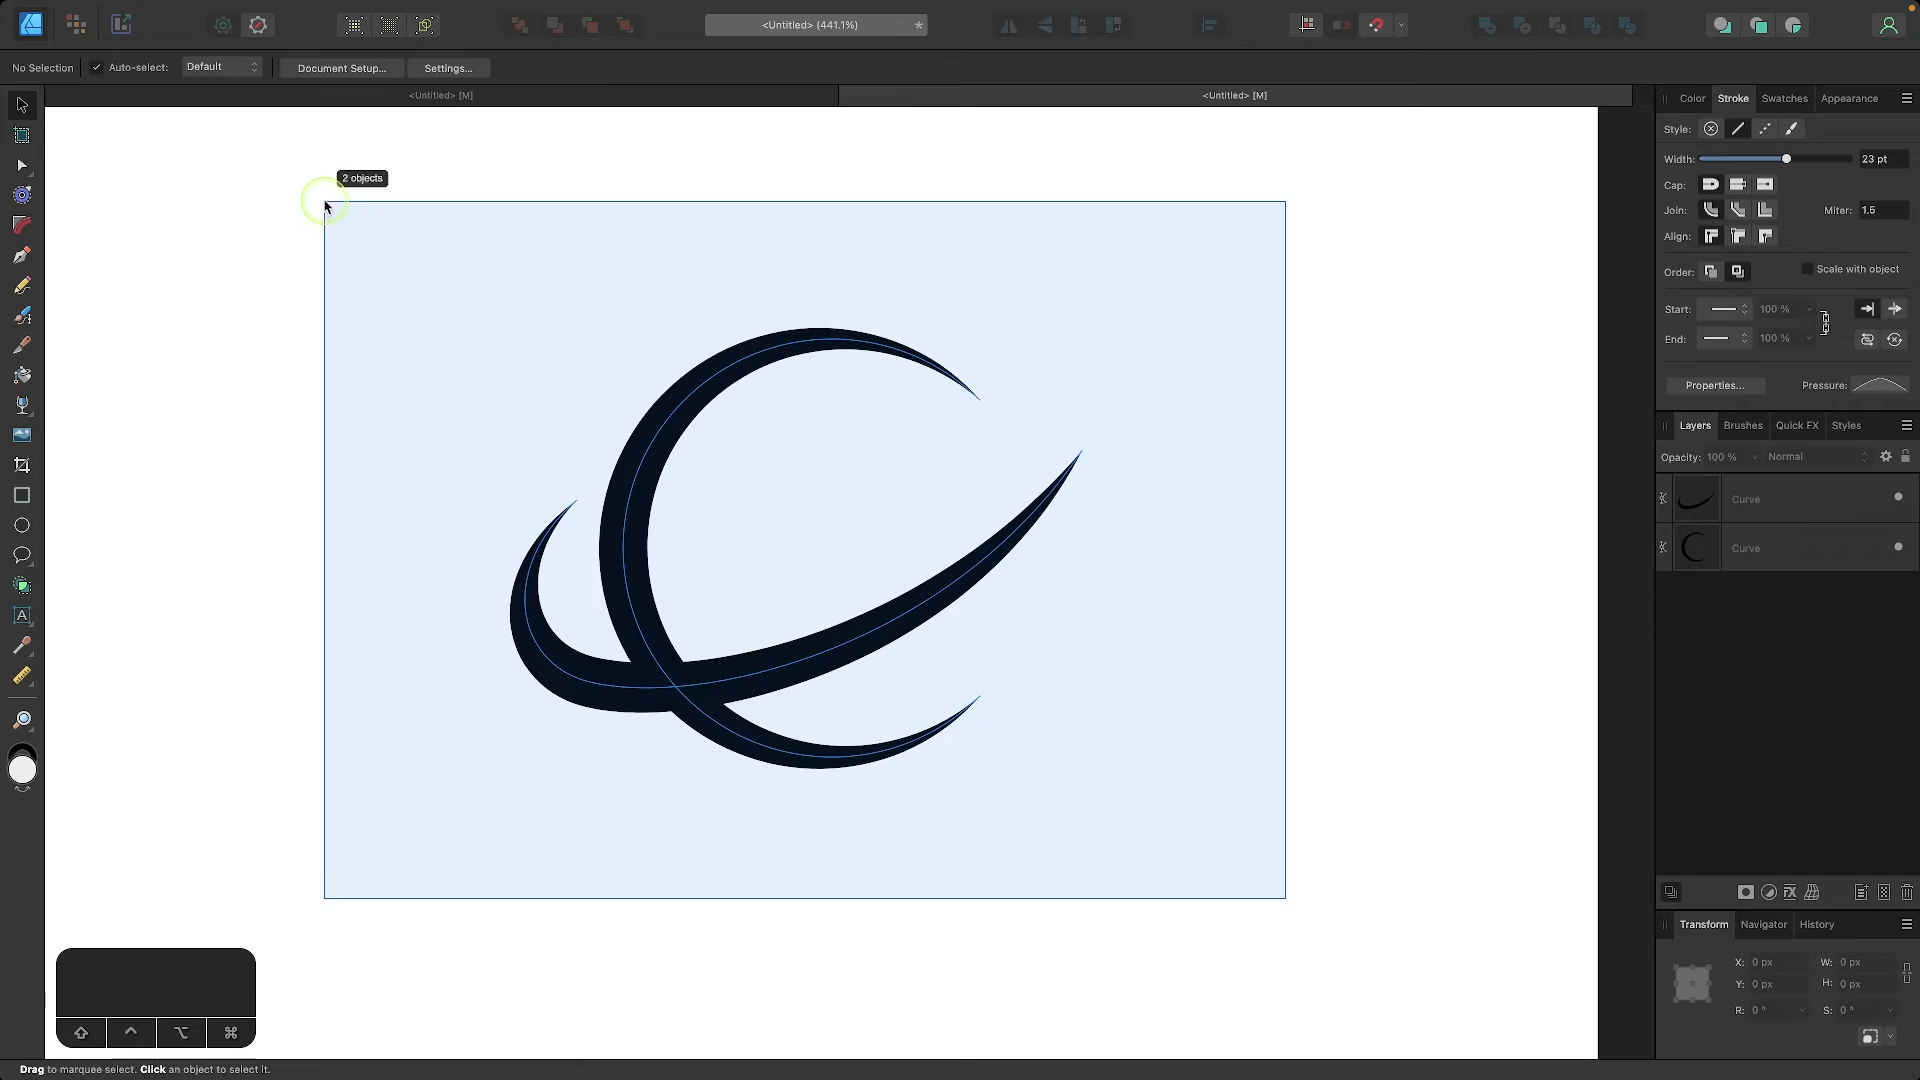 <Untitled> (441.1%)
*
No Selection
Auto-select:
Default
Document Setup...
Settings...
<Untitled> [M]
<Untitled> [M]
Color
Stroke
Swatches
Appearance
Style:
Width:
23 pt
Cap:
Join:
Miter:
1.5
Align:
Order:
Scale with object
Start:
100 %
End:
100 %
Properties...
Pressure:
2 objects
Layers
Brushes
Quick FX
Styles
Opacity:
100 %
Normal
Curve
Curve
Transform
Navigator
History
X:
0 px
W:
0 px
Y:
0 px
H:
0 px
R:
0 °
S:
0 °
Drag to marquee select. Click an object to select it.